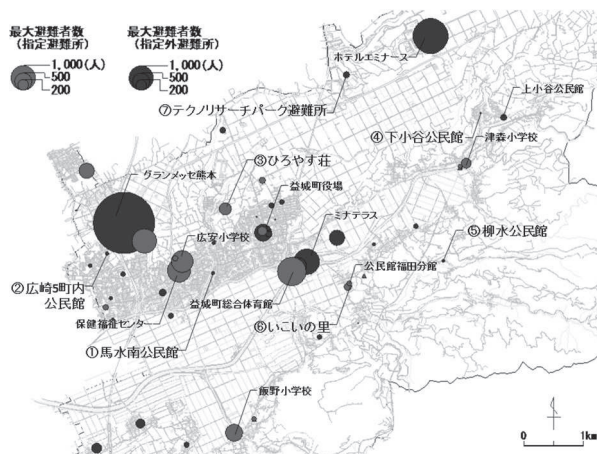 最大避難者数
(指定避難所)
1,000(人)
500
200
最大避難者数
(指定外避難所)
1,000(人)
500
200
ホテルエミナース
⑦テクノリサーチパーク避難所
上小谷公民館
④下小谷公民館
津森小学校
③ひろやす荘
グランメッセ熊本
益城町役場
ミナテラス
広安小学校
⑤柳水公民館
公民館福田分館
②広崎5町内
公民館
益城町総合体育館
保健福祉センター
⑥いこいの里
①馬水南公民館
飯野小学校
0
1km